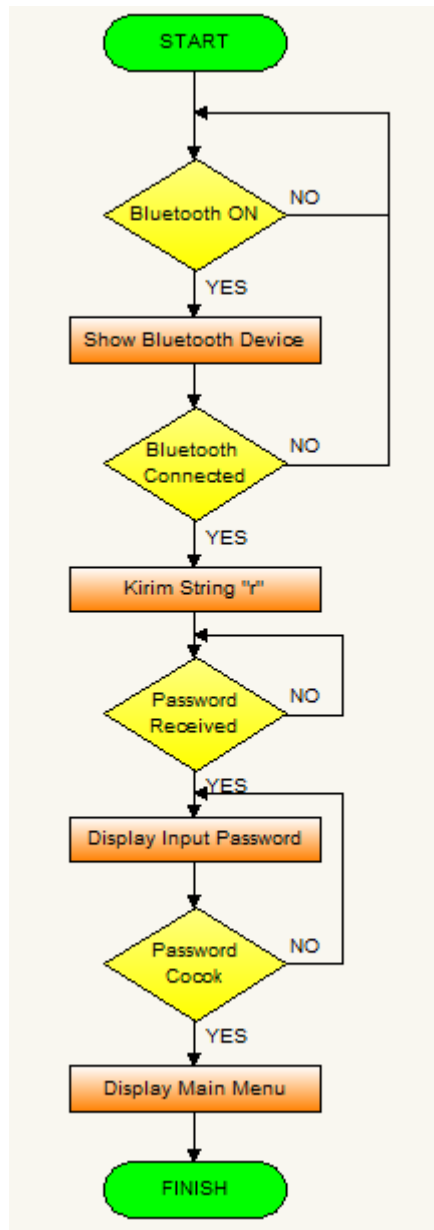 START
Bluetooth ON
NO
YES
Show Bluetooth Device
Bluetooth
Connected
NO
YES
Kirim String "r"
Password
Received
NO
YES
Display Input Password
Password
Cocok
NO
YES
Display Main Menu
FINISH